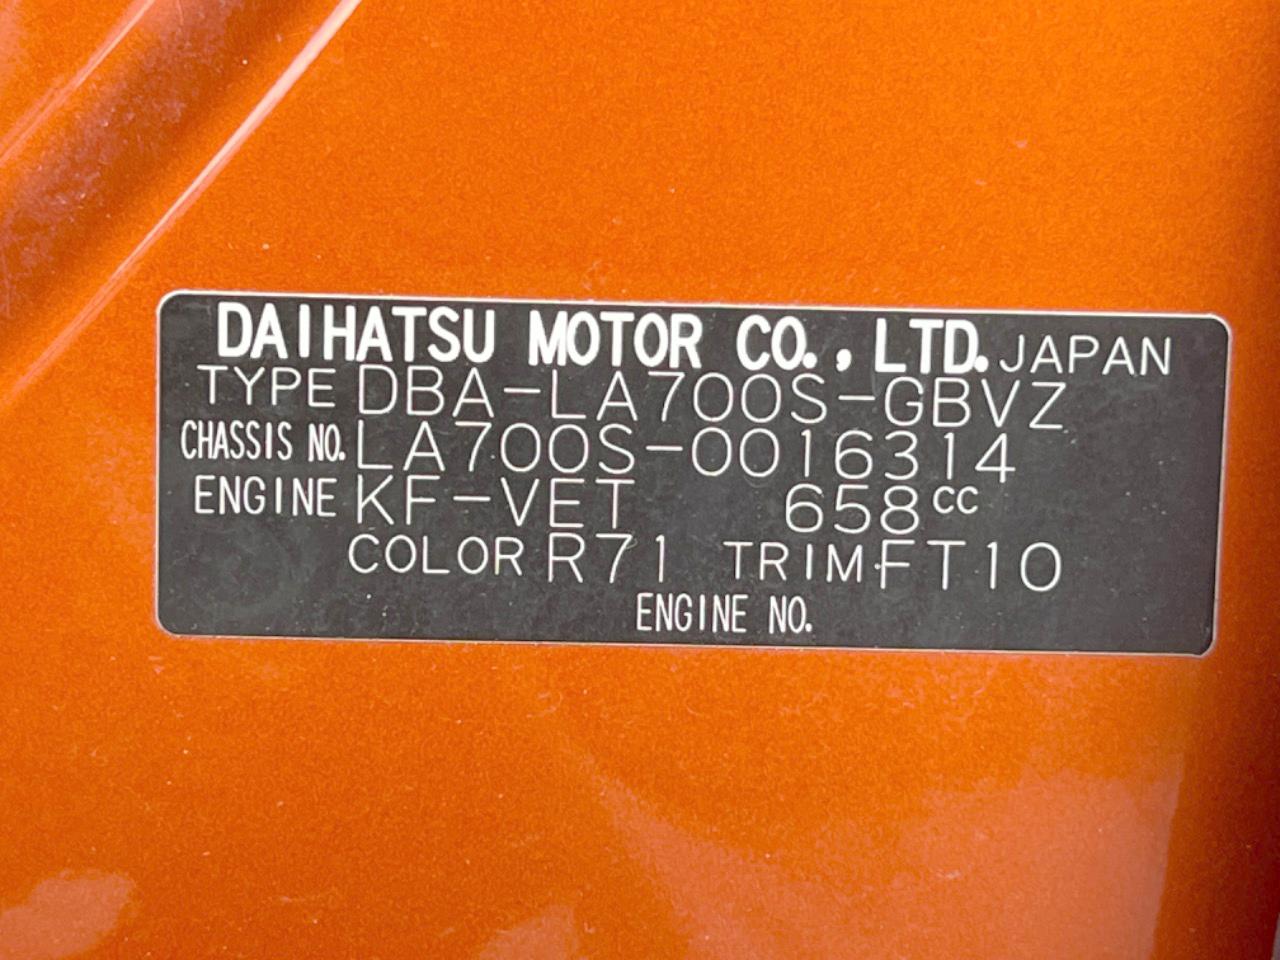 DAIHATSU MOTOR CO., LTD. JAPAN
TYPE DBA-LA700S-GBVZ
CHASSIS NO. LA700S-0016314
ENGINE KF-VET 658cc
COLOR R71 TRIM FT10
ENGINE NO.